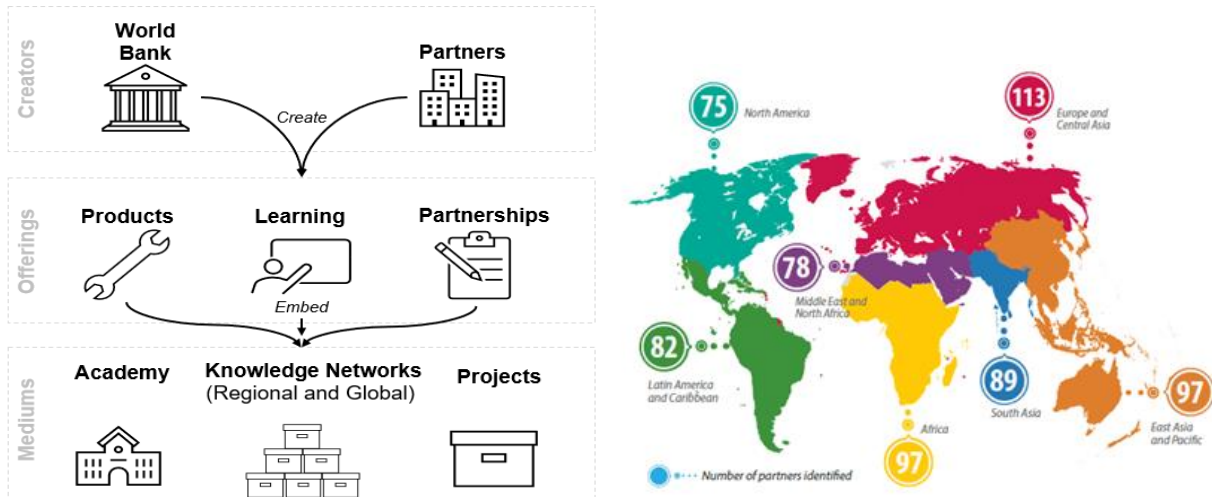 Creators
World
Bank
Partners
Create
Offerings
Products
Learning
Partnerships
Embed
Mediums
Academy
Knowledge Networks
(Regional and Global)
Projects
75
North America
113
Europe and
Central Asia
78
Middle East and
North Africa
82
Latin America
and Caribbean
89
South Asia
97
East Asia
and Pacific
Africa
97
Number of partners identified